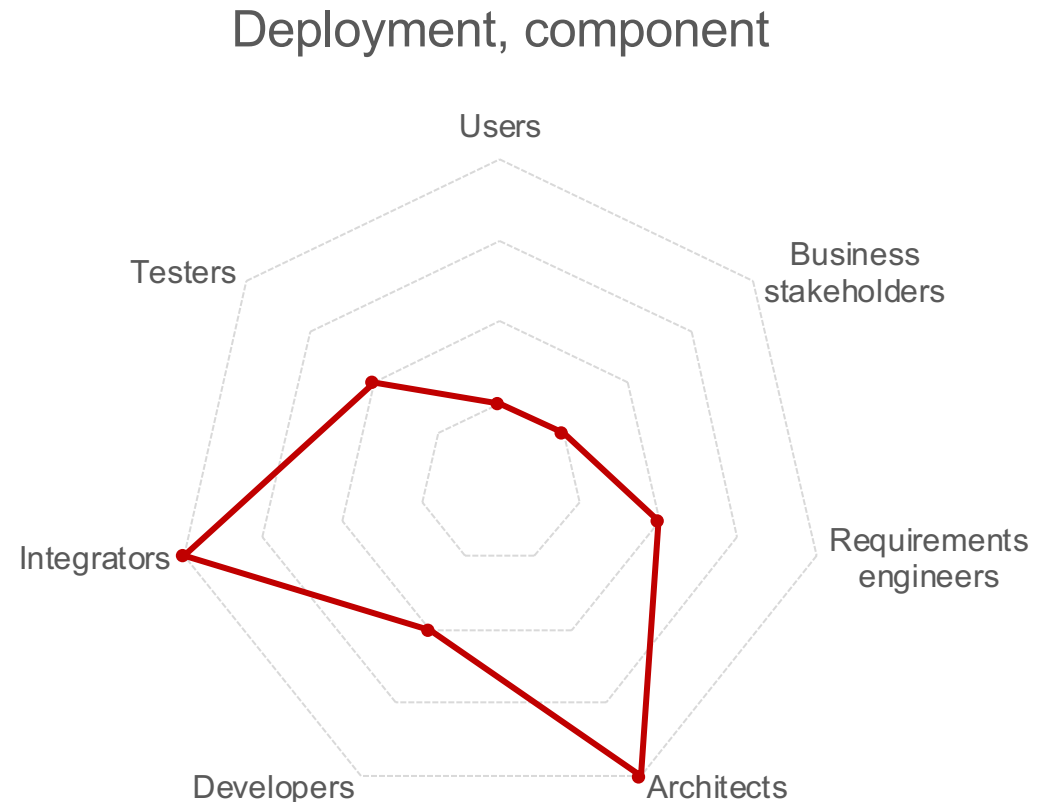 Deployment, component
Users
Business
stakeholders
Testers
Requirements
engineers
Integrators
Developers
Architects